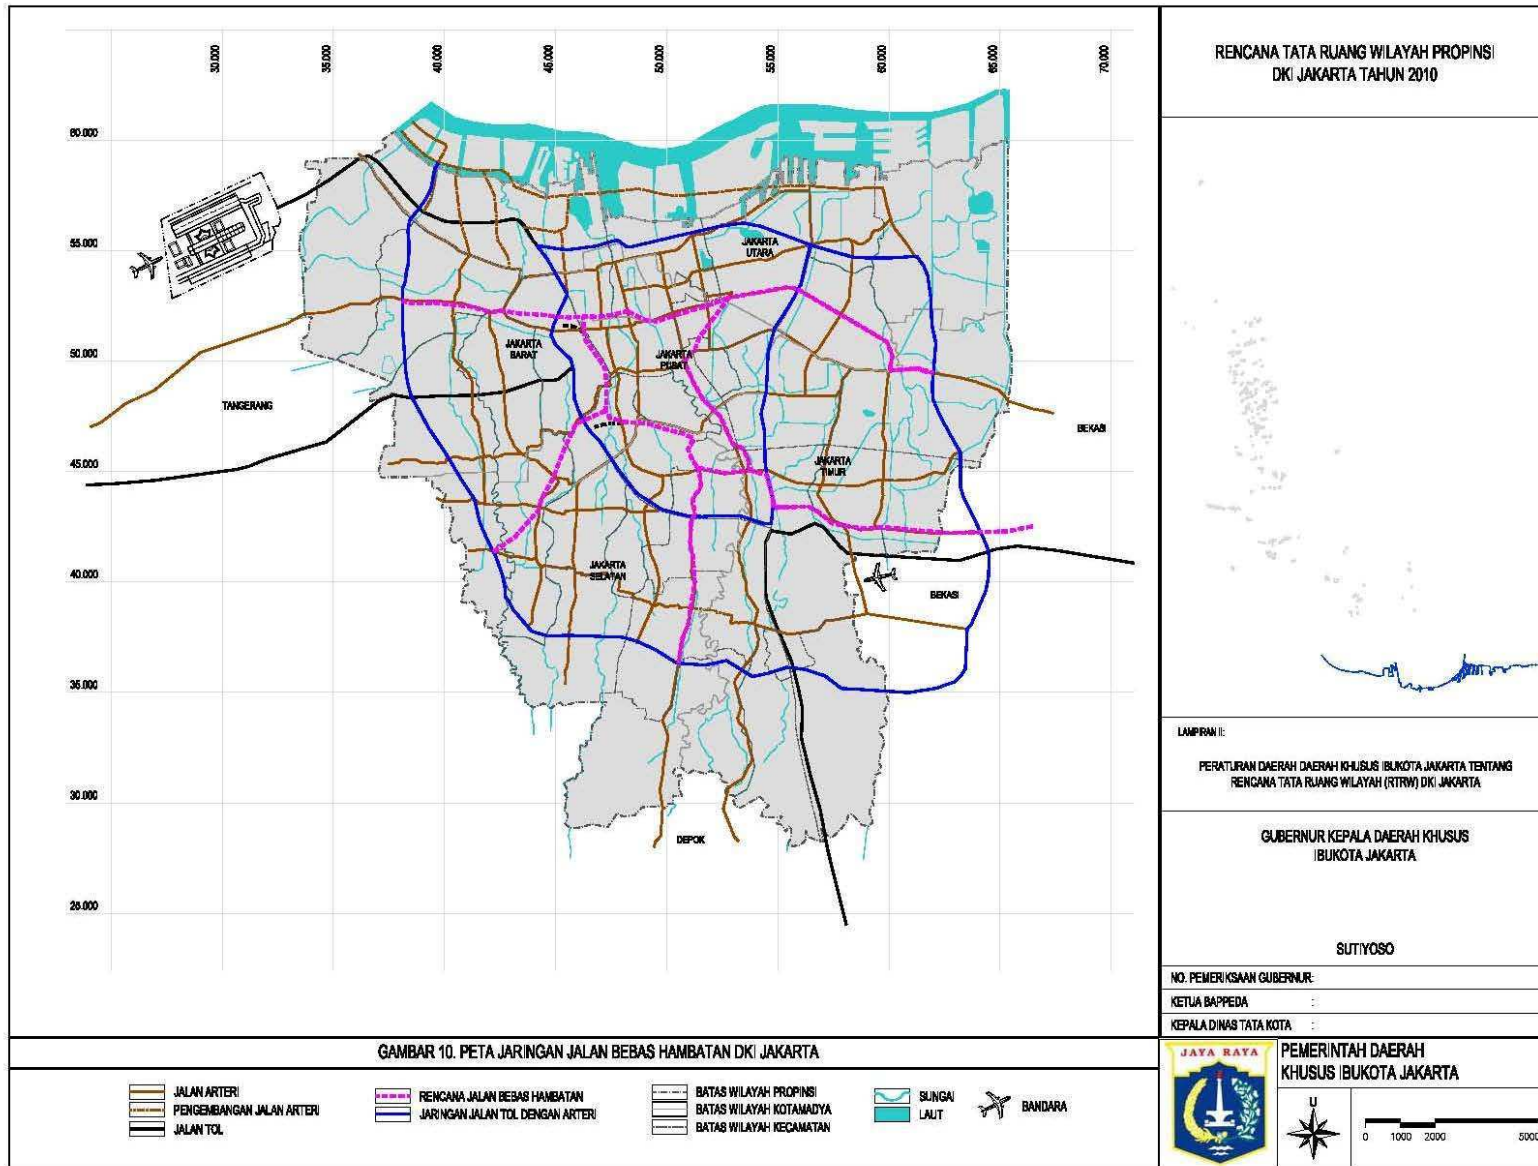 30.000
35.000
40.000
45.000
50.000
55.000
60.000
65.000
70.000
60.000
55.000
50.000
45.000
40.000
35.000
30.000
JAKARTA
UTARA
JAKARTA
BARAT
JAKARTA
PUSAT
TANGERANG
BEKASI
JAKARTA
TIMUR
JAKARTA
SELATAN
BEKASI
DEPOK
RENCANA TATA RUANG WILAYAH PROPINSI
DKI JAKARTA TAHUN 2010
LAMPIRAN II:
PERATURAN DAERAH DAERAH KHUSUS IBUKOTA JAKARTA TENTANG
RENCANA TATA RUANG WILAYAH (RTRW) DKI JAKARTA
GUBERNUR KEPALA DAERAH KHUSUS
IBUKOTA JAKARTA
SUTIYOSO
NO. PEMERIKSAAN GUBERNUR:
KETUA BAPPEDA :
KEPALA DINAS TATA KOTA :
GAMBAR 10. PETA JARINGAN JALAN BEBAS HAMBATAN DKI JAKARTA
JALAN ARTERI
PENGEMBANGAN JALAN ARTERI
JALAN TOL
RENCANA JALAN BEBAS HAMBATAN
JARINGAN JALAN TOL DENGAN ARTERI
BATAS WILAYAH PROPINSI
BATAS WILAYAH KOTAMADYA
BATAS WILAYAH KECAMATAN
SUNGAI
LAUT
BANDARA
JAYA RAYA
PEMERINTAH DAERAH
KHUSUS IBUKOTA JAKARTA
U
0 1000 2000 5000